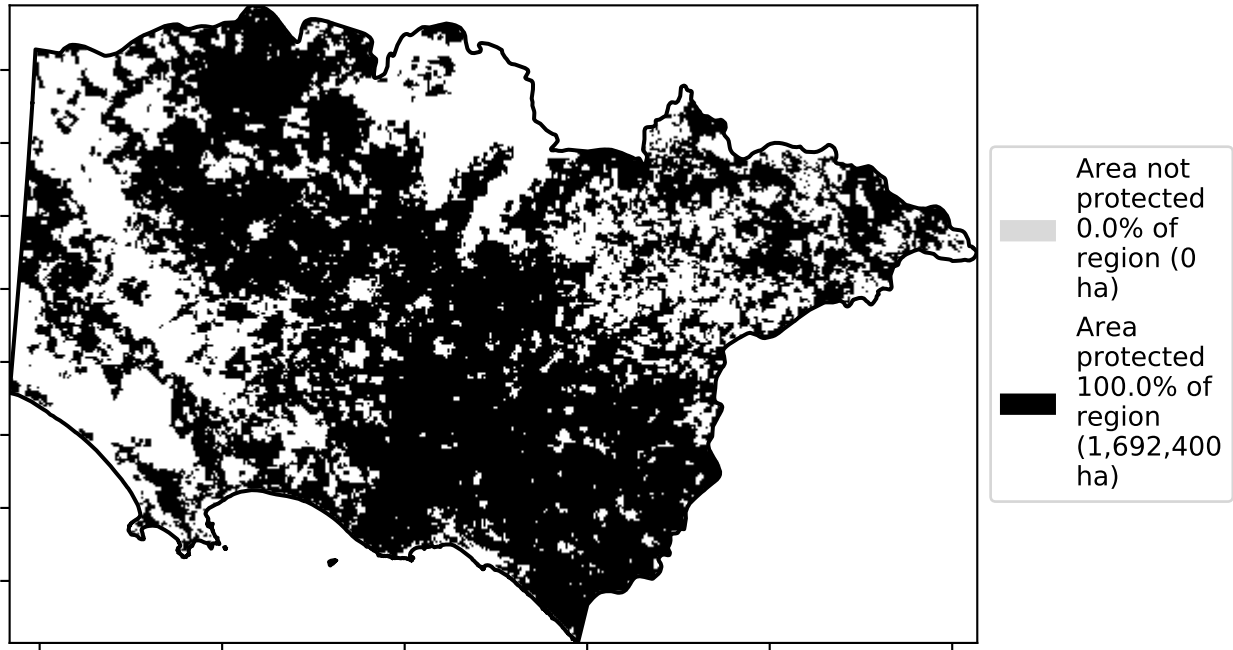 Area not
protected
0.0% of
region (0
ha)
Area
protected
100.0% of
region
(1,692,400
ha)